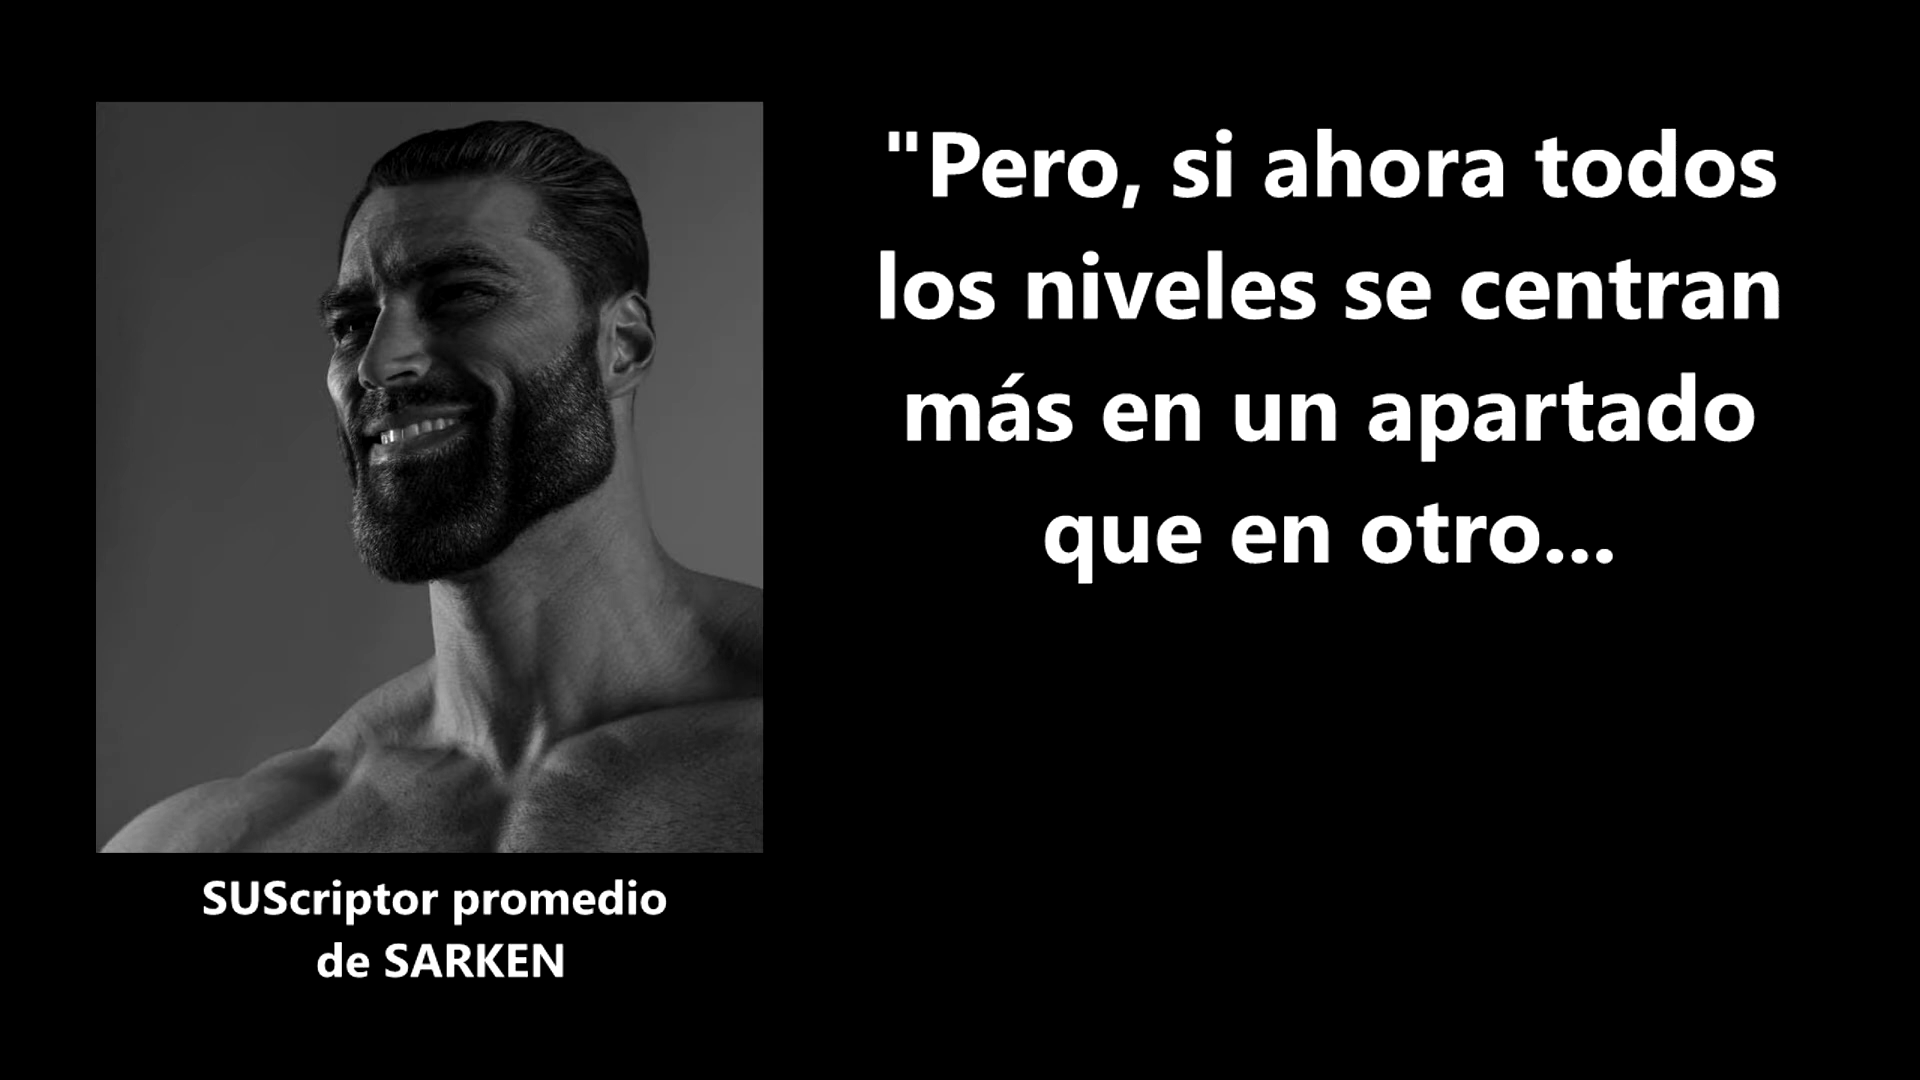 "Pero, si ahora todos
los niveles se centran
más en un apartado
que en otro...
SUScriptor promedio
de SARKEN